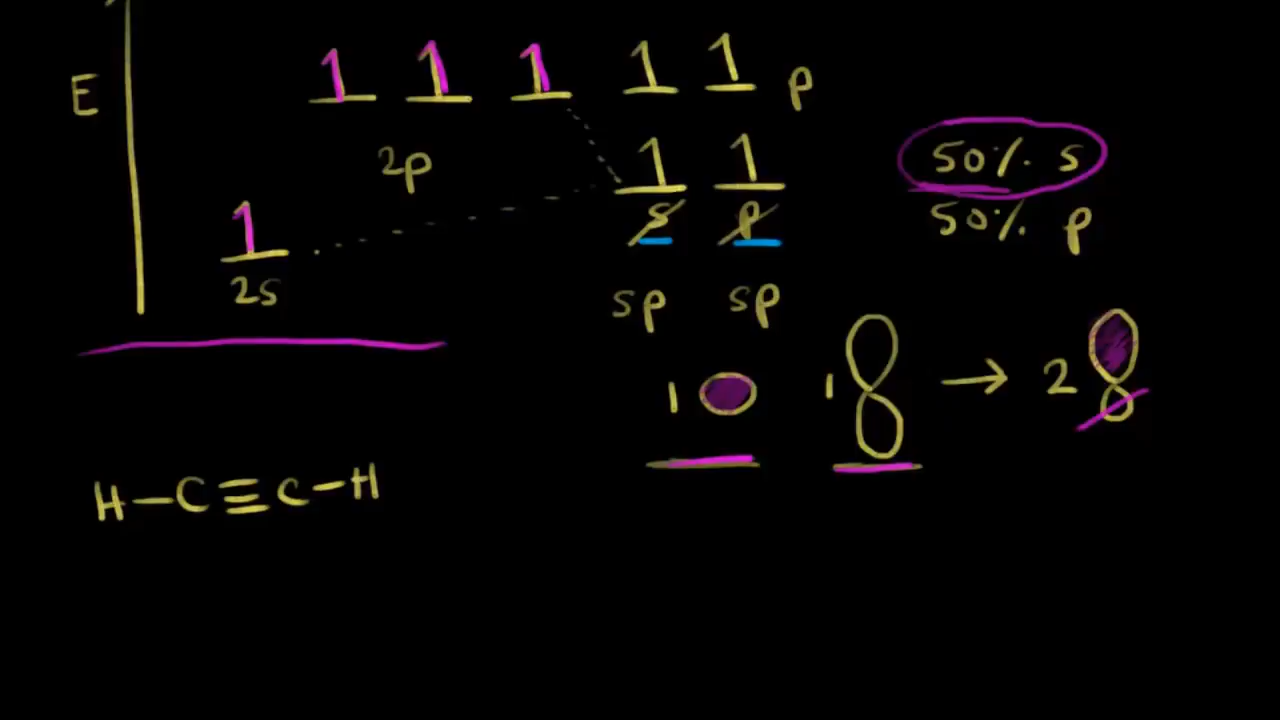 E 1 1 1 1 1 p
2p 1 1 50% s
1 s p 50% p
2s sp sp
1 1 → 2
H-C≡C-H